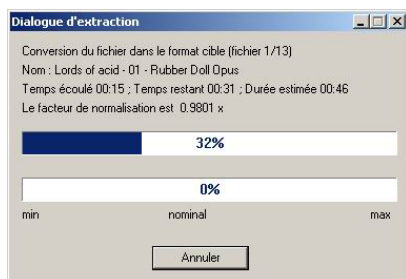 Dialogue d'extraction
Conversion du fichier dans le format cible (fichier 1/13)
Nom : Lords of acid - 01 - Rubber Doll Opus
Temps écoulé 00:15 ; Temps restant 00:31 ; Durée estimée 00:46
Le facteur de normalisation est 0.9801 x
32%
0%
min nominal max
Annuler